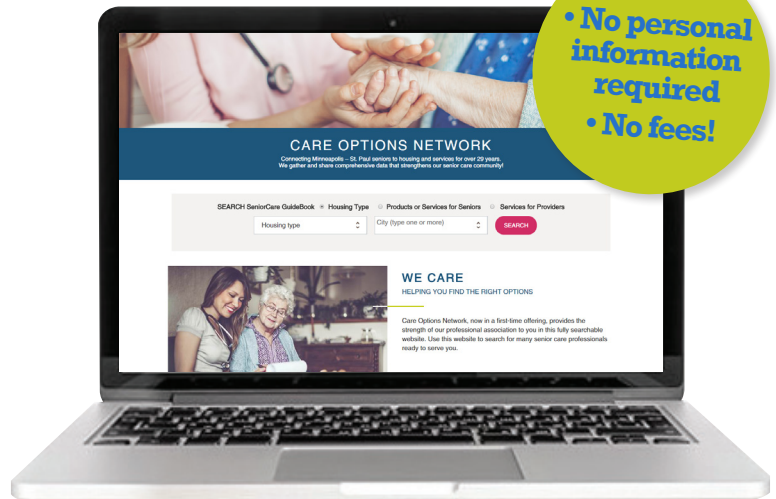 • No personal
information
required
• No fees!
CARE OPTIONS NETWORK
Connecting Minneapolis – St. Paul seniors to housing and services for over 29 years.
We gather and share comprehensive data that strengthens our senior care community!
SEARCH SeniorCare GuideBook Housing Type Products or Services for Seniors Services for Providers
Housing type City (type one or more) SEARCH
WE CARE
HELPING YOU FIND THE RIGHT OPTIONS
Care Options Network, now in a first-time offering, provides the
strength of our professional association to you in this fully searchable
website. Use this website to search for many senior care professionals
ready to serve you.